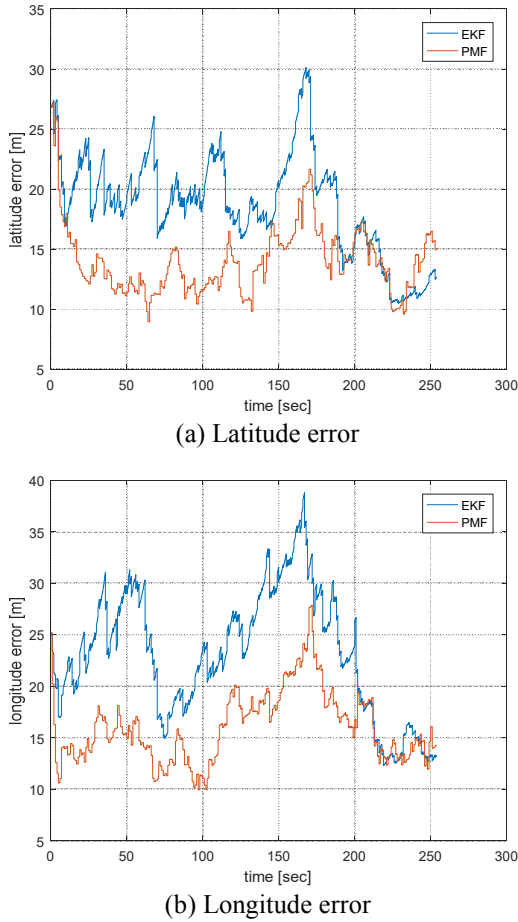 35
30
25
20
15
10
5
latitude error [m]
EKF
PMF
0
50
100
150
200
250
300
time [sec]
(a) Latitude error
40
35
30
25
20
15
10
5
longitude error [m]
EKF
PMF
0
50
100
150
200
250
300
time [sec]
(b) Longitude error